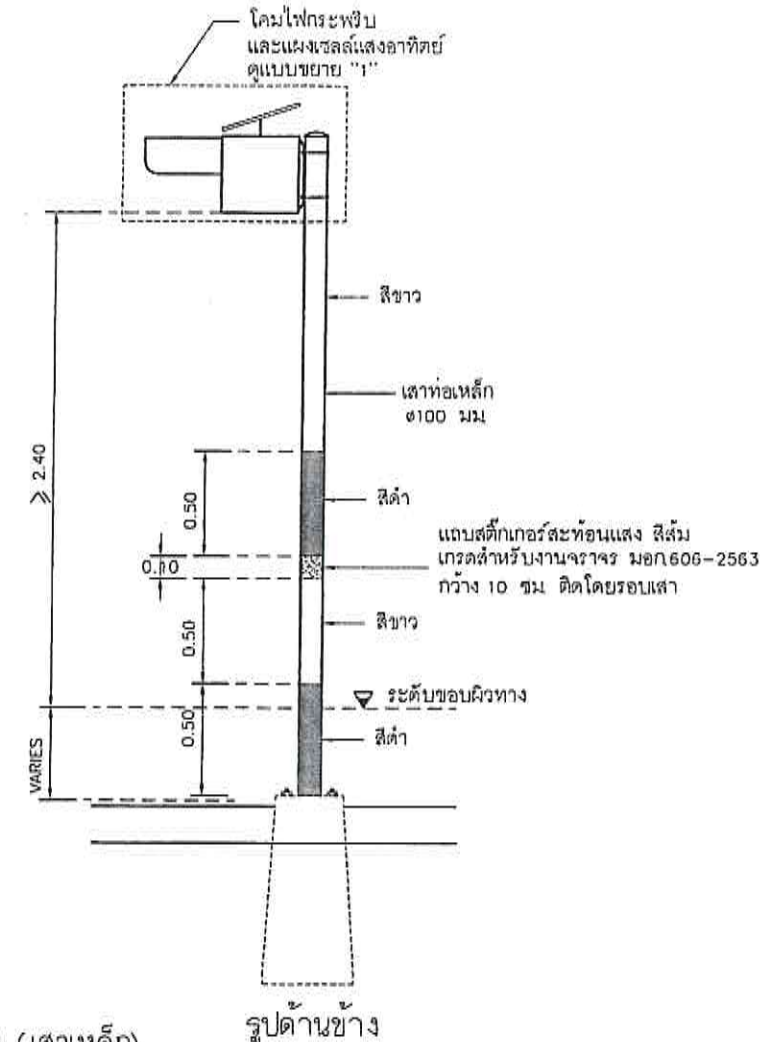 โคมไฟกระพริบ
และแผงเซลล์แสงอาทิตย์
ดูแบบขยาย "1"
สีขาว
เสาท่อเหล็ก
ø100 มม.
≥ 2.40
0.50
สีดำ
แถบสติ๊กเกอร์สะท้อนแสง สีส้ม
เกรดสำหรับงานจราจร มอก.606-2563
กว้าง 10 ซม. ติดโดยรอบเสา
0.10
0.50
สีขาว
ระดับขอบผิวทาง
0.50
สีดำ
VARIES
รูปด้านข้าง
(เสาเหล็ก)